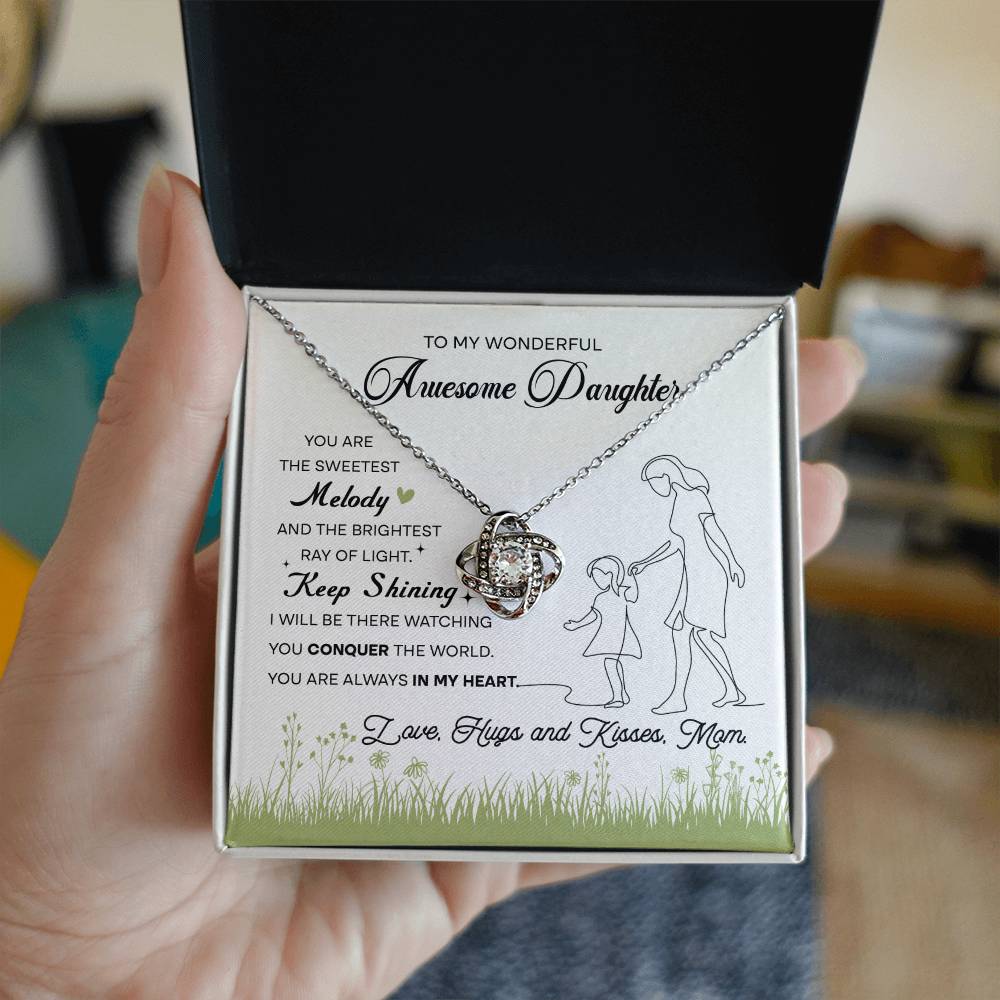 TO MY WONDERFUL
Awesome Daughter
YOU ARE
THE SWEETEST
Melody
AND THE BRIGHTEST
RAY OF LIGHT.
Keep Shining
I WILL BE THERE WATCHING
YOU CONQUER THE WORLD.
YOU ARE ALWAYS IN MY HEART.
Love, Hugs and Kisses, Mom.